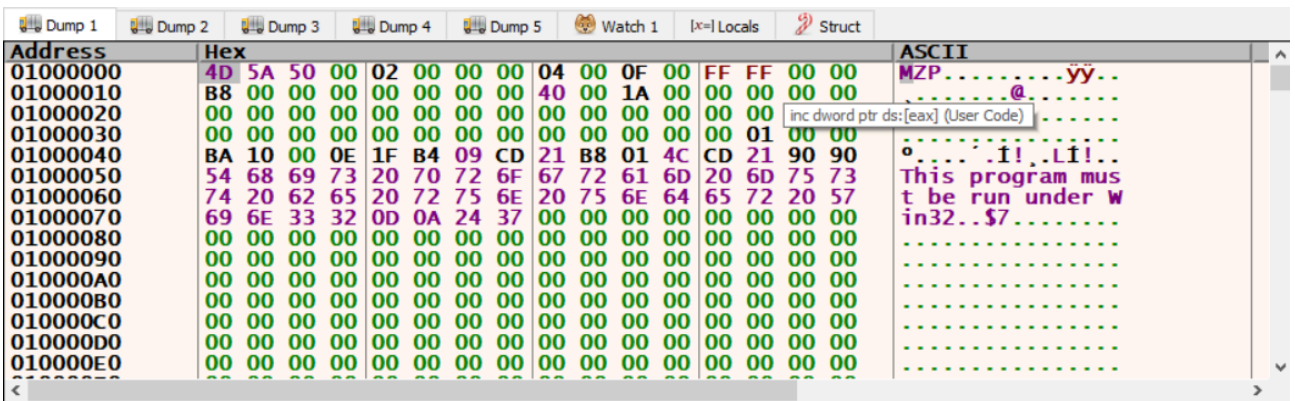 Dump 1 Dump 2 Dump 3 Dump 4 Dump 5 Watch 1 [x=] Locals Struct
Address Hex ASCII
01000000 4D 5A 50 00 02 00 00 00 04 00 0F 00 FF FF 00 00 MZP.........ÿÿ..
01000010 B8 00 00 00 00 00 00 00 40 00 1A 00 00 00 00 00 ¸.......@.......
01000020 00 00 00 00 00 00 00 00 00 00 00 00 00 00 inc dword ptr ds:[eax] (User Code) ......
01000030 00 00 00 00 00 00 00 00 00 00 00 00 00 01 00 00 ................
01000040 BA 10 00 0E 1F B4 09 CD 21 B8 01 4C CD 21 90 90 º....´.Í!¸.LÍ!..
01000050 54 68 69 73 20 70 72 6F 67 72 61 6D 20 6D 75 73 This program mus
01000060 74 20 62 65 20 72 75 6E 20 75 6E 64 65 72 20 57 t be run under W
01000070 69 6E 33 32 0D 0A 24 37 00 00 00 00 00 00 00 00 in32..$7........
01000080 00 00 00 00 00 00 00 00 00 00 00 00 00 00 00 00 ................
01000090 00 00 00 00 00 00 00 00 00 00 00 00 00 00 00 00 ................
010000A0 00 00 00 00 00 00 00 00 00 00 00 00 00 00 00 00 ................
010000B0 00 00 00 00 00 00 00 00 00 00 00 00 00 00 00 00 ................
010000C0 00 00 00 00 00 00 00 00 00 00 00 00 00 00 00 00 ................
010000D0 00 00 00 00 00 00 00 00 00 00 00 00 00 00 00 00 ................
010000E0 00 00 00 00 00 00 00 00 00 00 00 00 00 00 00 00 ................